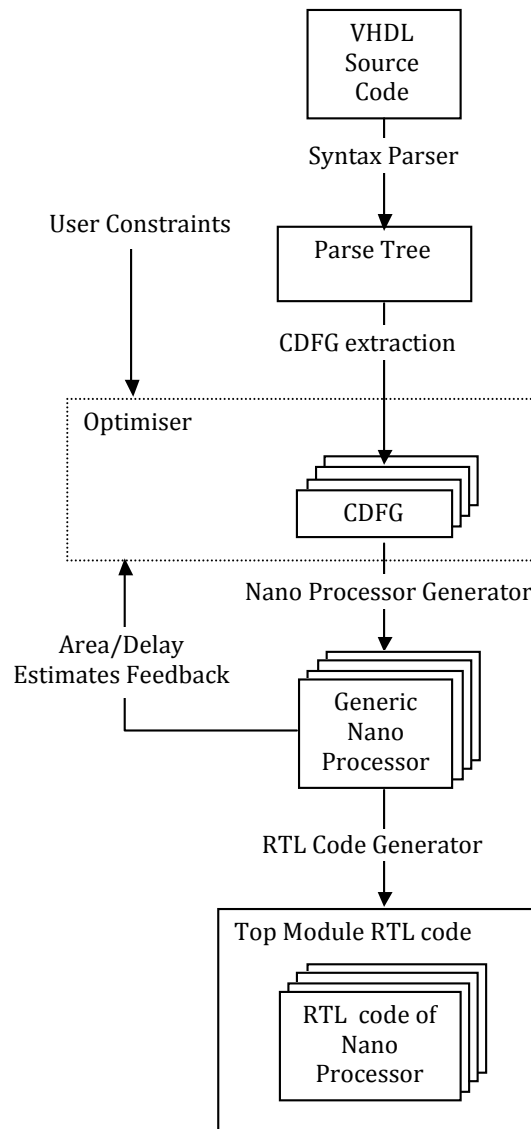 VHDL
Source
Code
Syntax Parser
User Constraints
Parse Tree
CDFG extraction
Optimiser
CDFG
Nano Processor Generator
Area/Delay
Estimates Feedback
Generic
Nano
Processor
RTL Code Generator
Top Module RTL code
RTL code of
Nano
Processor